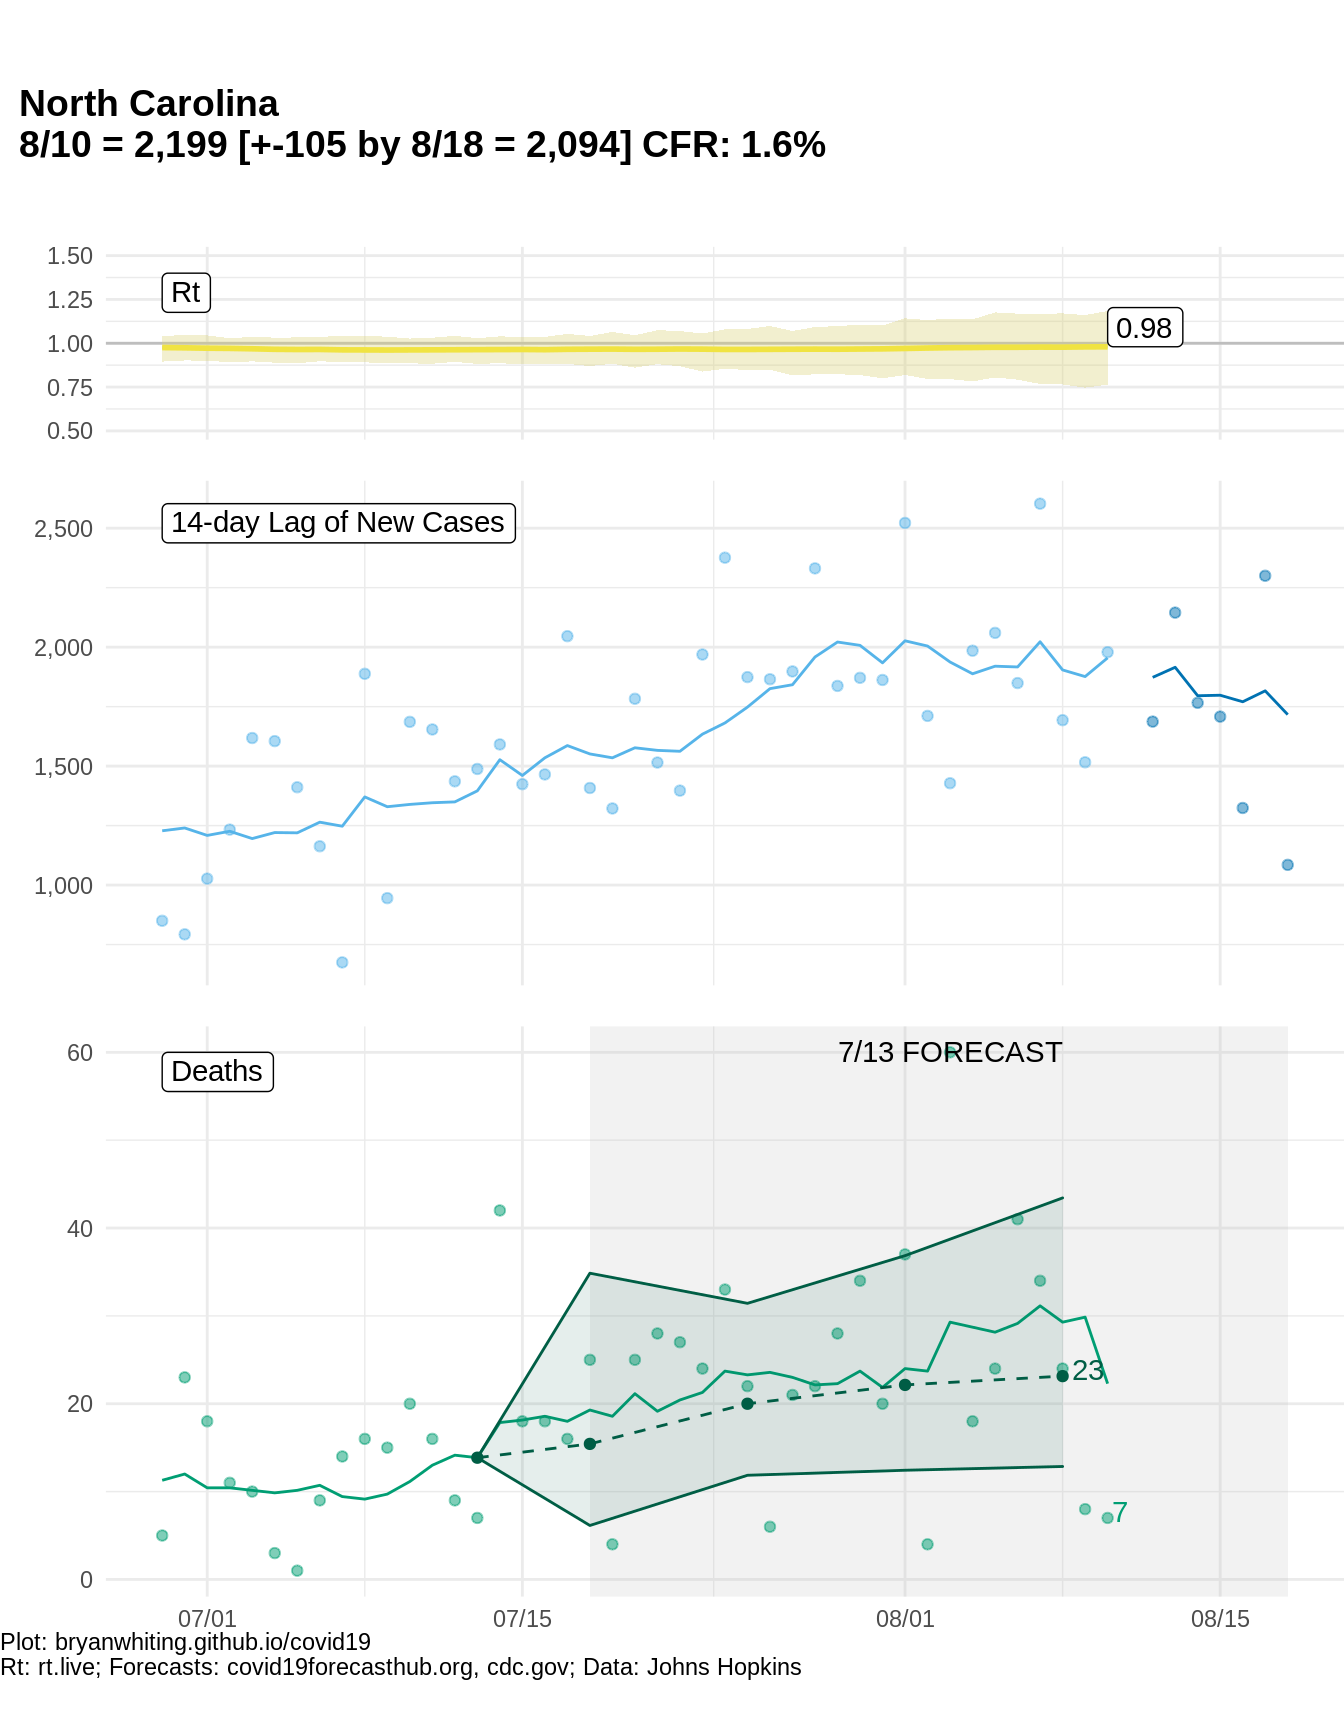 North Carolina
8/10 = 2,199 [+-105 by 8/18 = 2,094] CFR: 1.6%
1.50
1.25
1.00
0.75
0.50
Rt
0.98
2,500
2,000
1,500
1,000
14-day Lag of New Cases
60
40
20
0
Deaths
7/13 FORECAST
23
7
07/01
07/15
08/01
08/15
Plot: bryanwhiting.github.io/covid19
Rt: rt.live; Forecasts: covid19forecasthub.org, cdc.gov; Data: Johns Hopkins